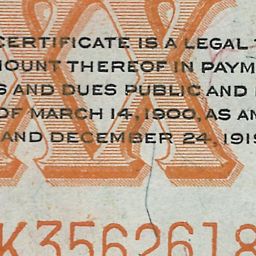 CERTIFICATE IS A LEGAL
MOUNT THEREOF IN PAYM
S AND DUES PUBLIC AND
OF MARCH 14, 1900, AS AN
AND DECEMBER 24, 1919
K3562618